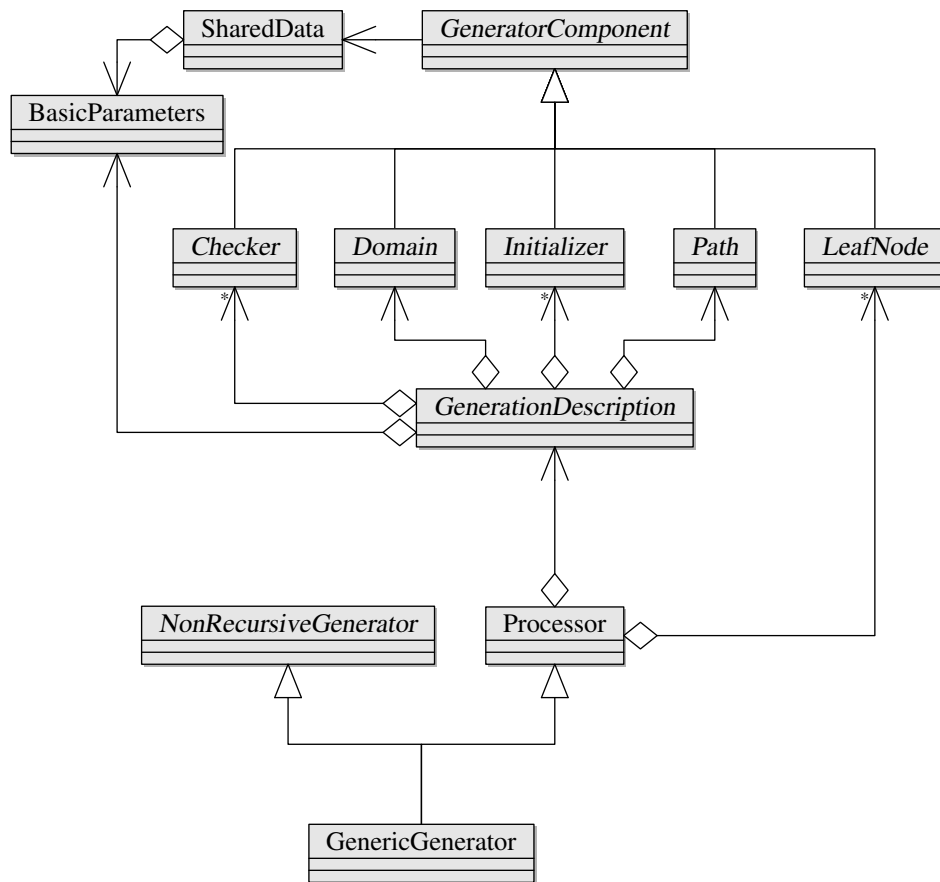 SharedData
GeneratorComponent
BasicParameters
Checker
Domain
Initializer
Path
LeafNode
*
*
*
GenerationDescription
NonRecursiveGenerator
Processor
GenericGenerator